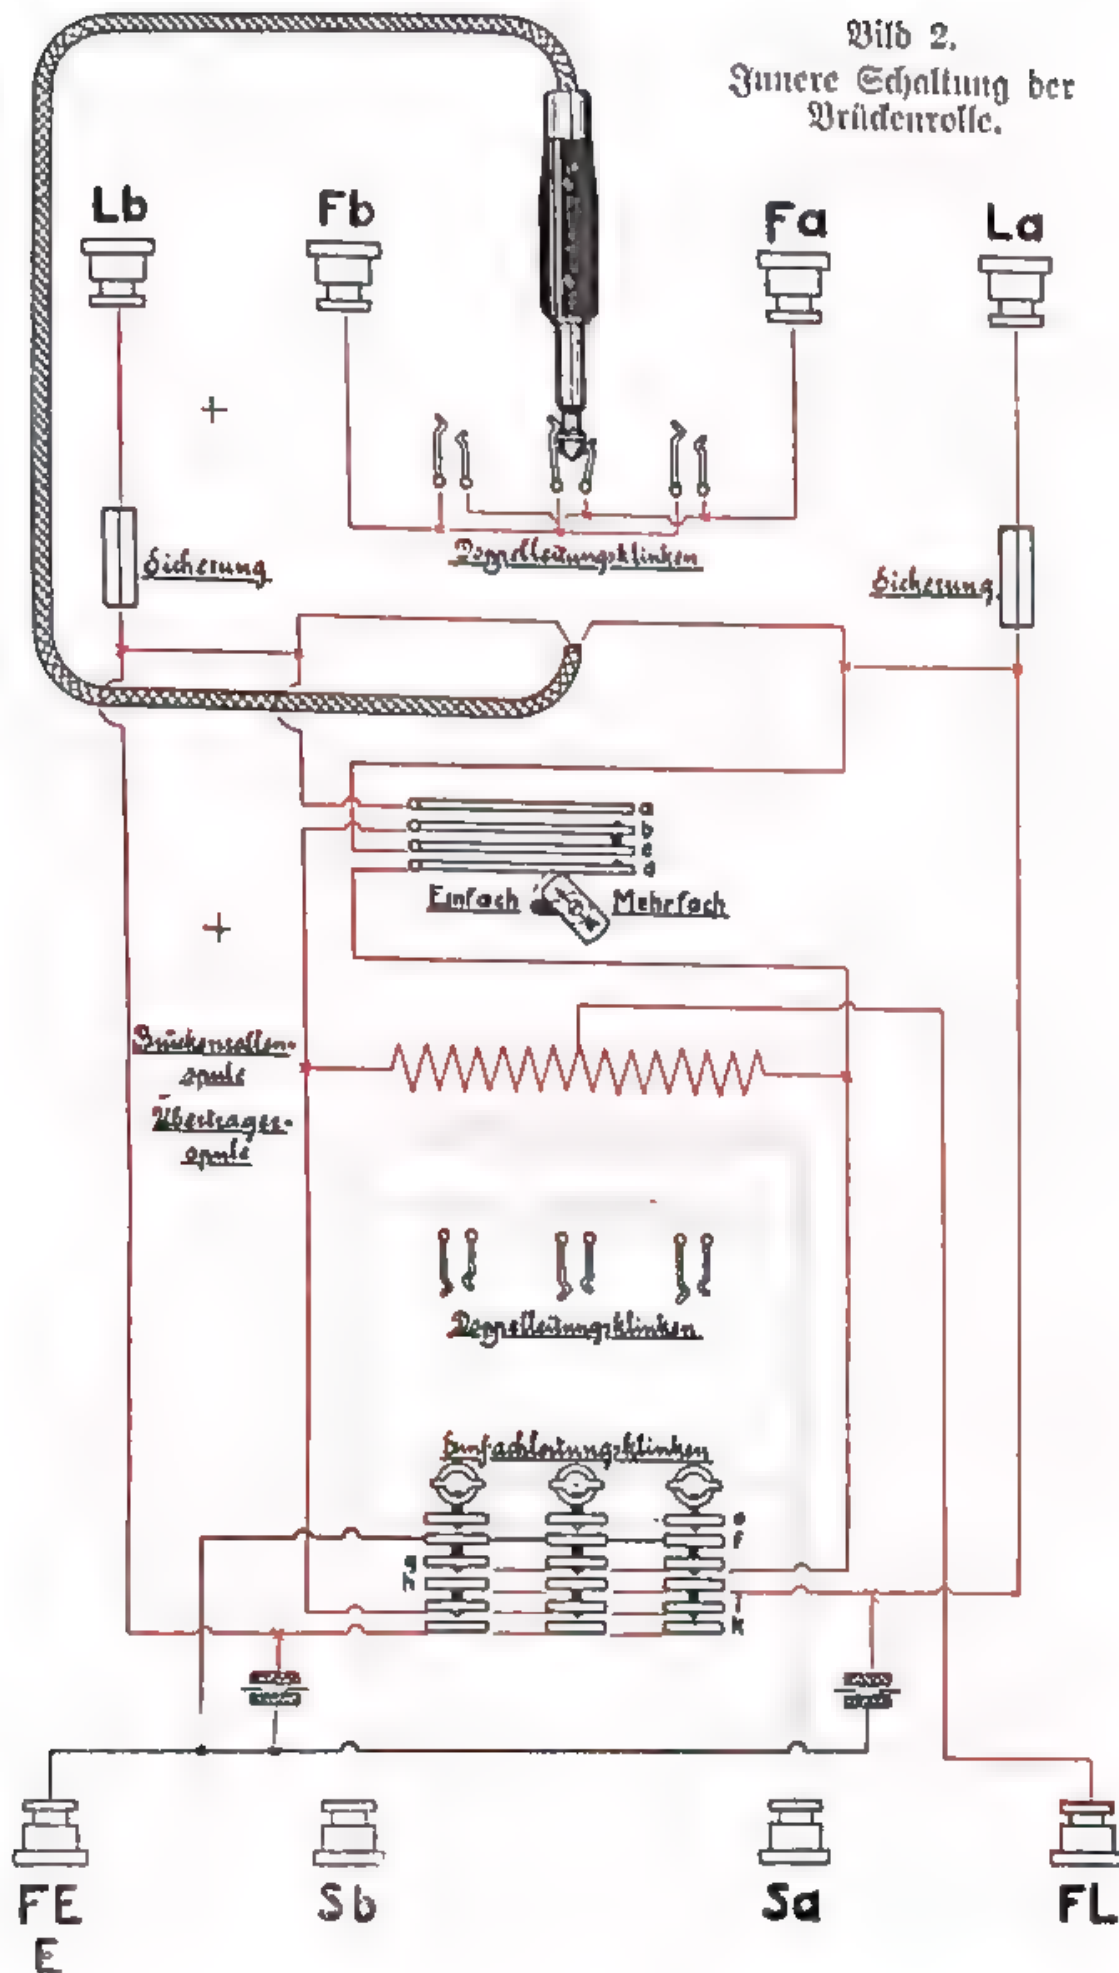 Bild 2.
Innere Schaltung der
Brückenrolle.
Lb
Fb
Fa
La
Doppelleitungsklinken
Sicherung
Sicherung
a
b
c
d
Einfach
Mehrfach
Brückenrollen-
spule
Übertrager-
spule
Doppelleitungsklinken
Einfachleitungsklinken
e
f
g
h
i
k
FE
E
Sb
Sa
FL